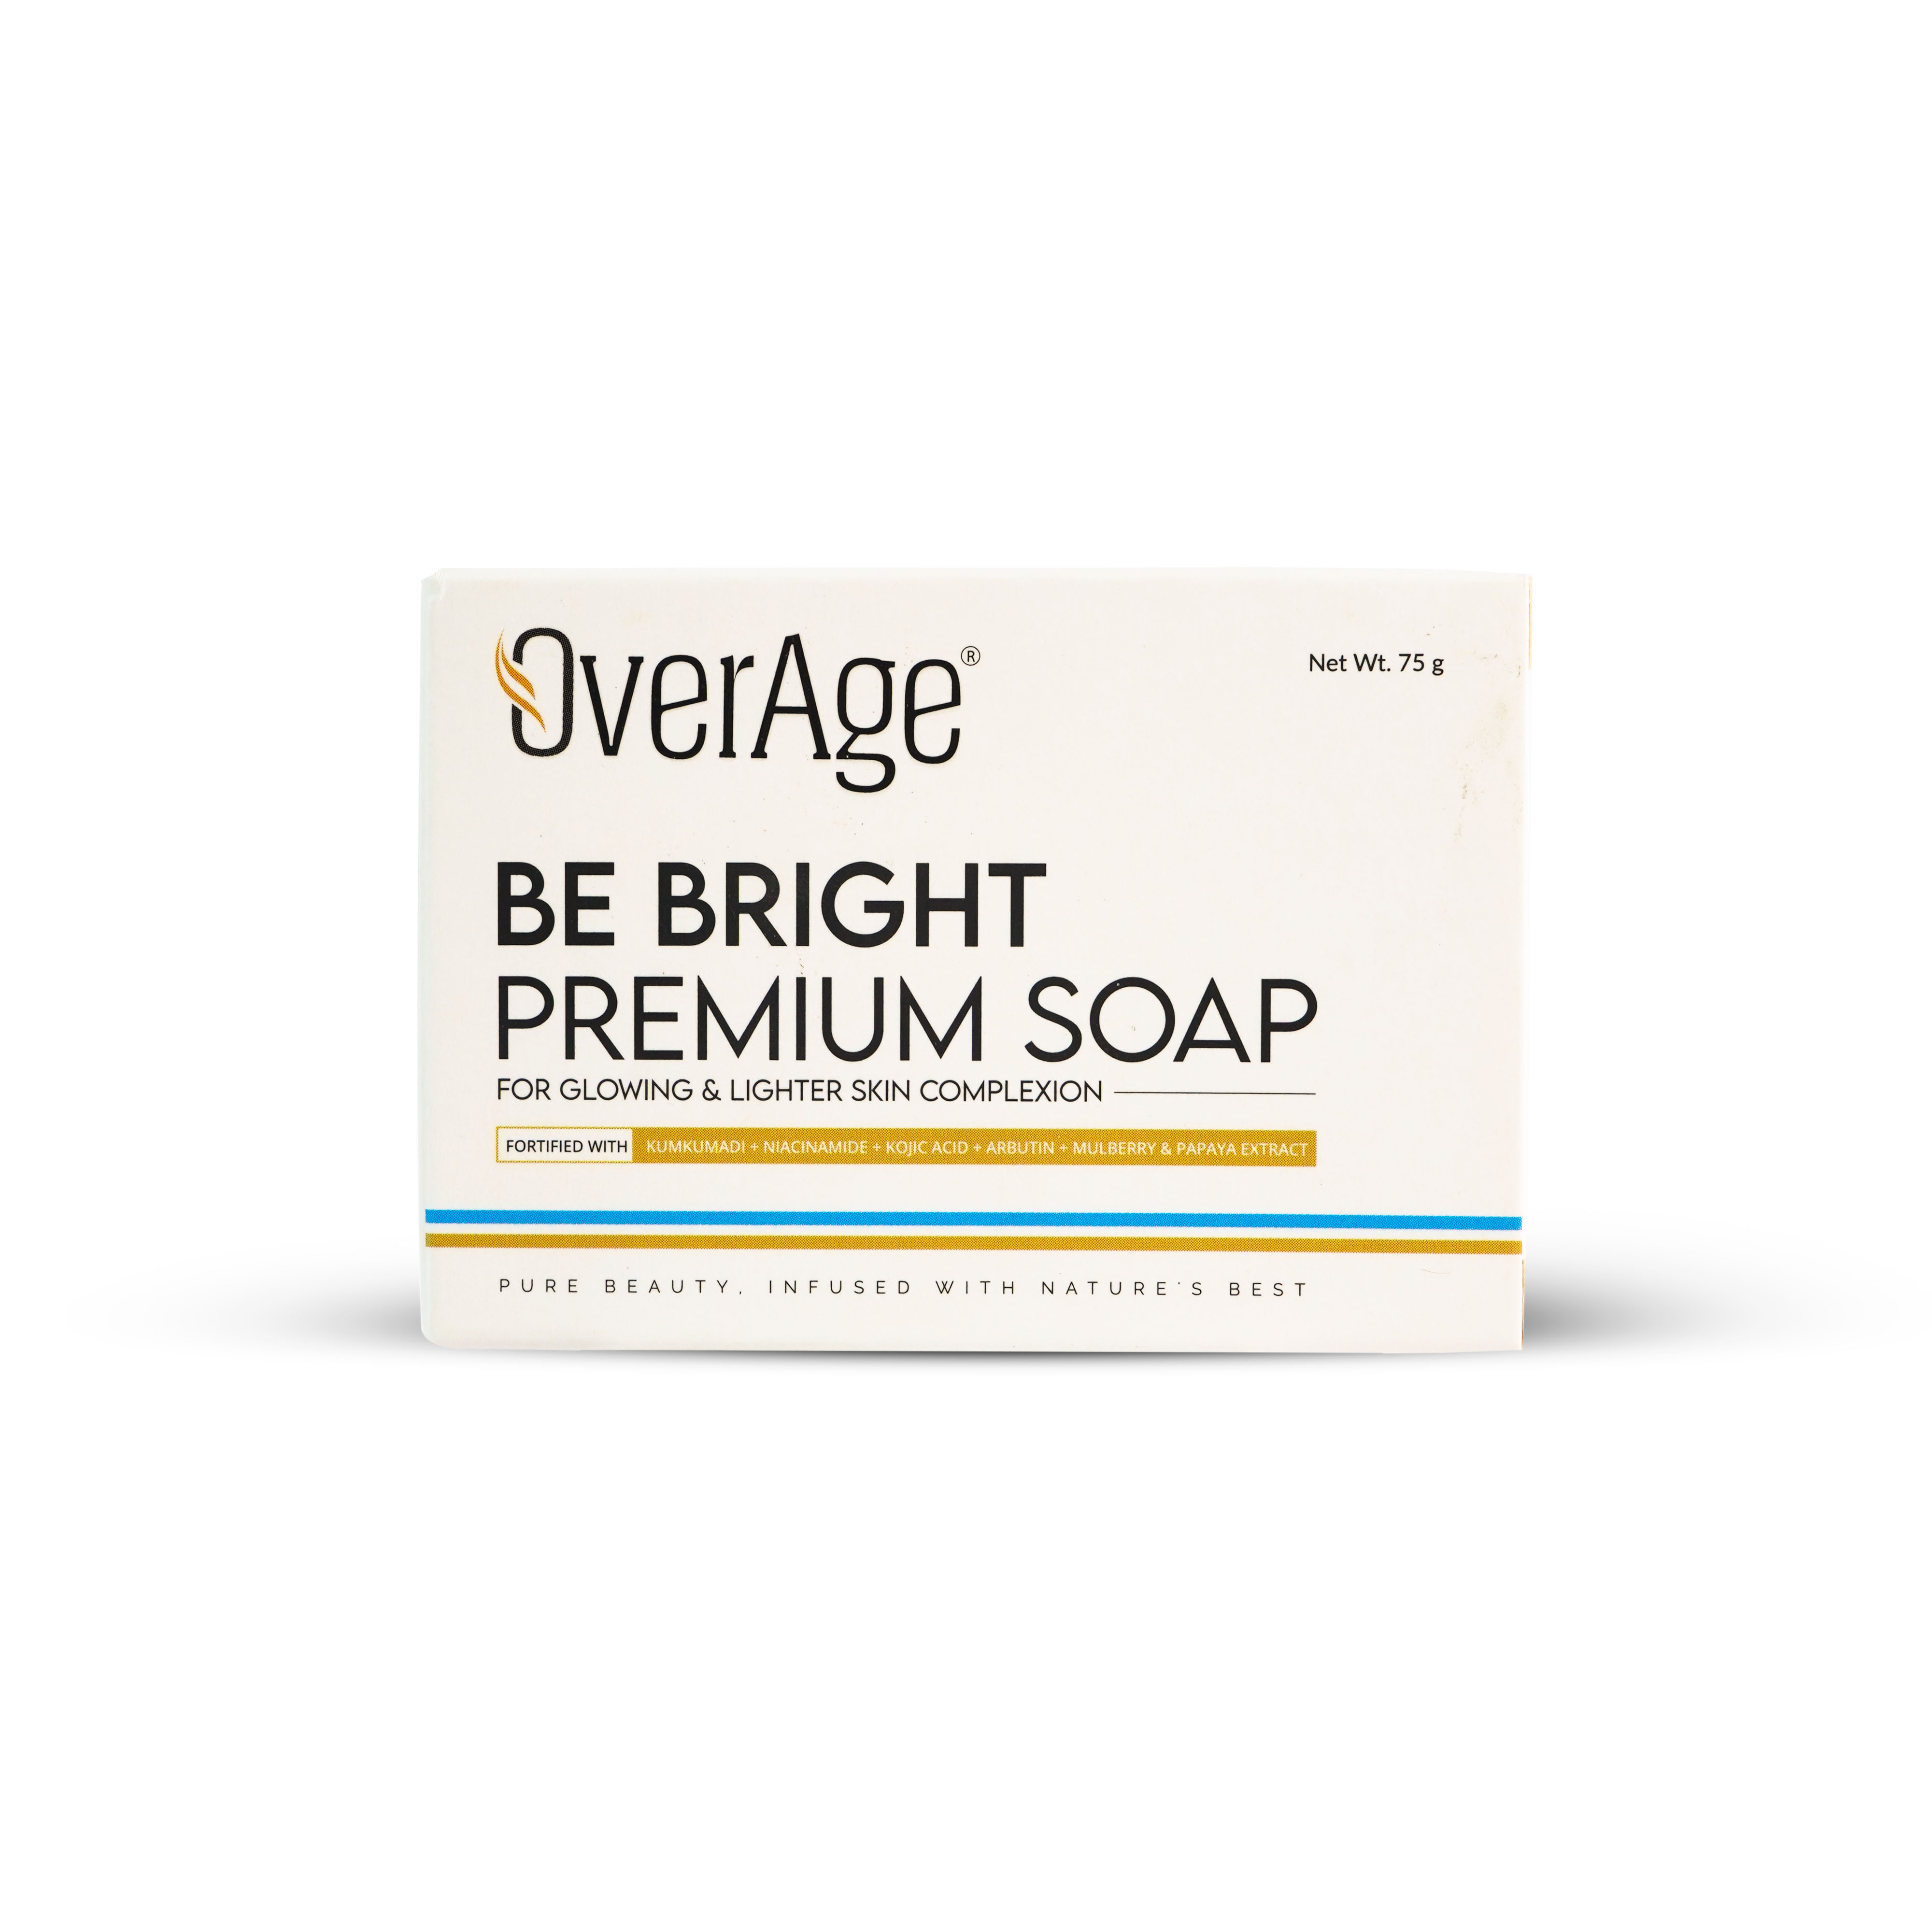 OverAge®
Net Wt. 75 g
BE BRIGHT
PREMIUM SOAP
FOR GLOWING & LIGHTER SKIN COMPLEXION
FORTIFIED WITH KUMKUMADI + NIACINAMIDE + KOJIC ACID + ARBUTIN + MULBERRY & PAPAYA EXTRACT
PURE BEAUTY, INFUSED WITH NATURE'S BEST